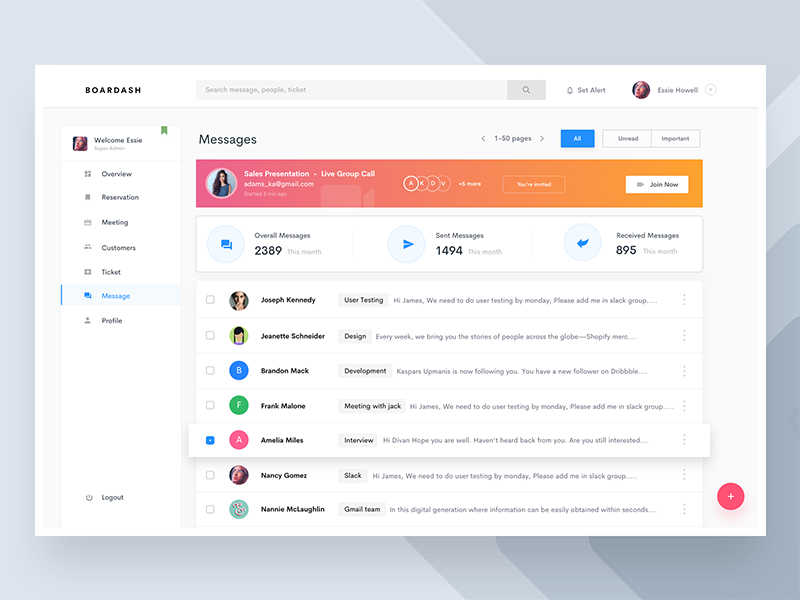 BOARDASH
Search message, people, ticket
Set Alert
Essie Howell
Welcome Essie
Super Admin
Overview
Reservation
Meeting
Customers
Ticket
Message
Profile
Logout
Messages
1-50 pages
All
Unread
Important
Sales Presentation - Live Group Call
adams_ka@gmail.com
Started 3 min ago
A K D V
+5 more
You're invited
Join Now
Overall Messages
2389 This month
Sent Messages
1494 This month
Received Messages
895 This month
Joseph Kennedy User Testing Hi James, We need to do user testing by monday, Please add me in slack group.....
Jeanette Schneider Design Every week, we bring you the stories of people across the globe—Shopify merc....
B Brandon Mack Development Kaspars Upmanis is now following you. You have a new follower on Dribbble....
F Frank Malone Meeting with jack Hi James, We need to do user testing by monday, Please add me in slack group.....
A Amelia Miles Interview Hi Divan Hope you are well. Haven't heard back from you. Are you still interested....
Nancy Gomez Slack Hi James, We need to do user testing by monday, Please add me in slack group.....
Nannie McLaughlin Gmail team In this digital generation where information can be easily obtained within seconds....